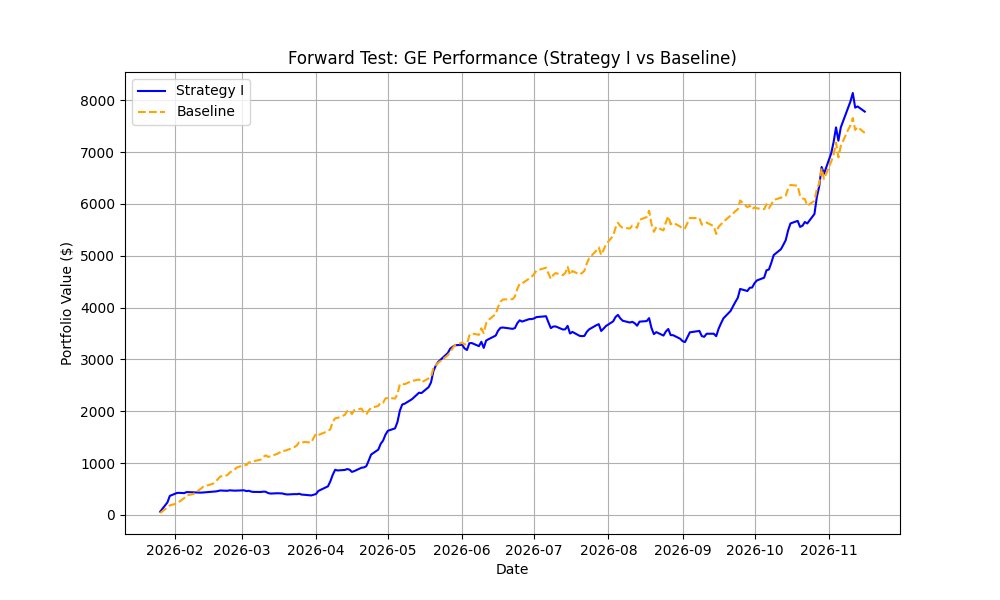 Forward Test: GE Performance (Strategy I vs Baseline)
Strategy I
Baseline
8000
7000
6000
5000
4000
3000
2000
1000
0
Portfolio Value ($)
2026-02 2026-03 2026-04 2026-05 2026-06 2026-07 2026-08 2026-09 2026-10 2026-11
Date